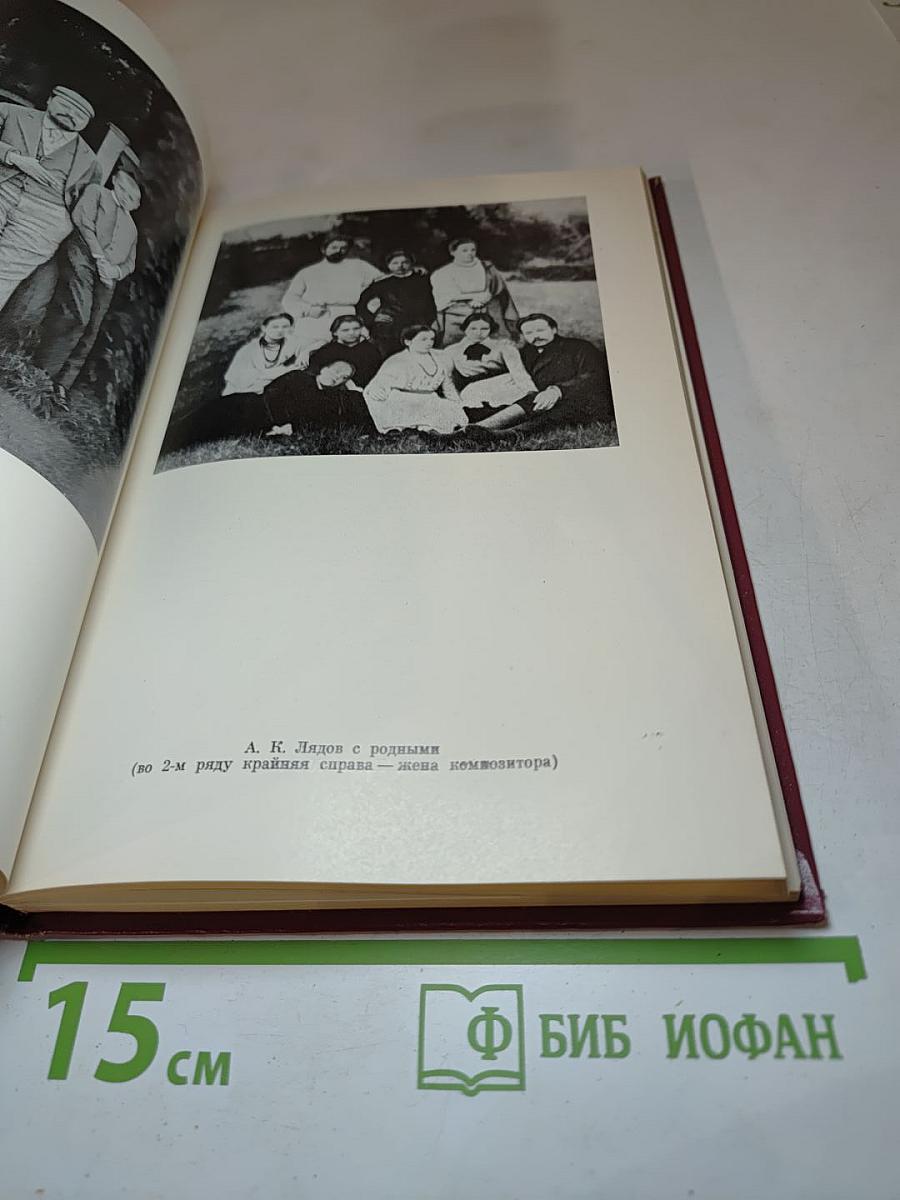 А. К. Лядов с родными
(во 2-м ряду крайняя справа — жена композитора)
15 см
Ф БИБ ИОФАН